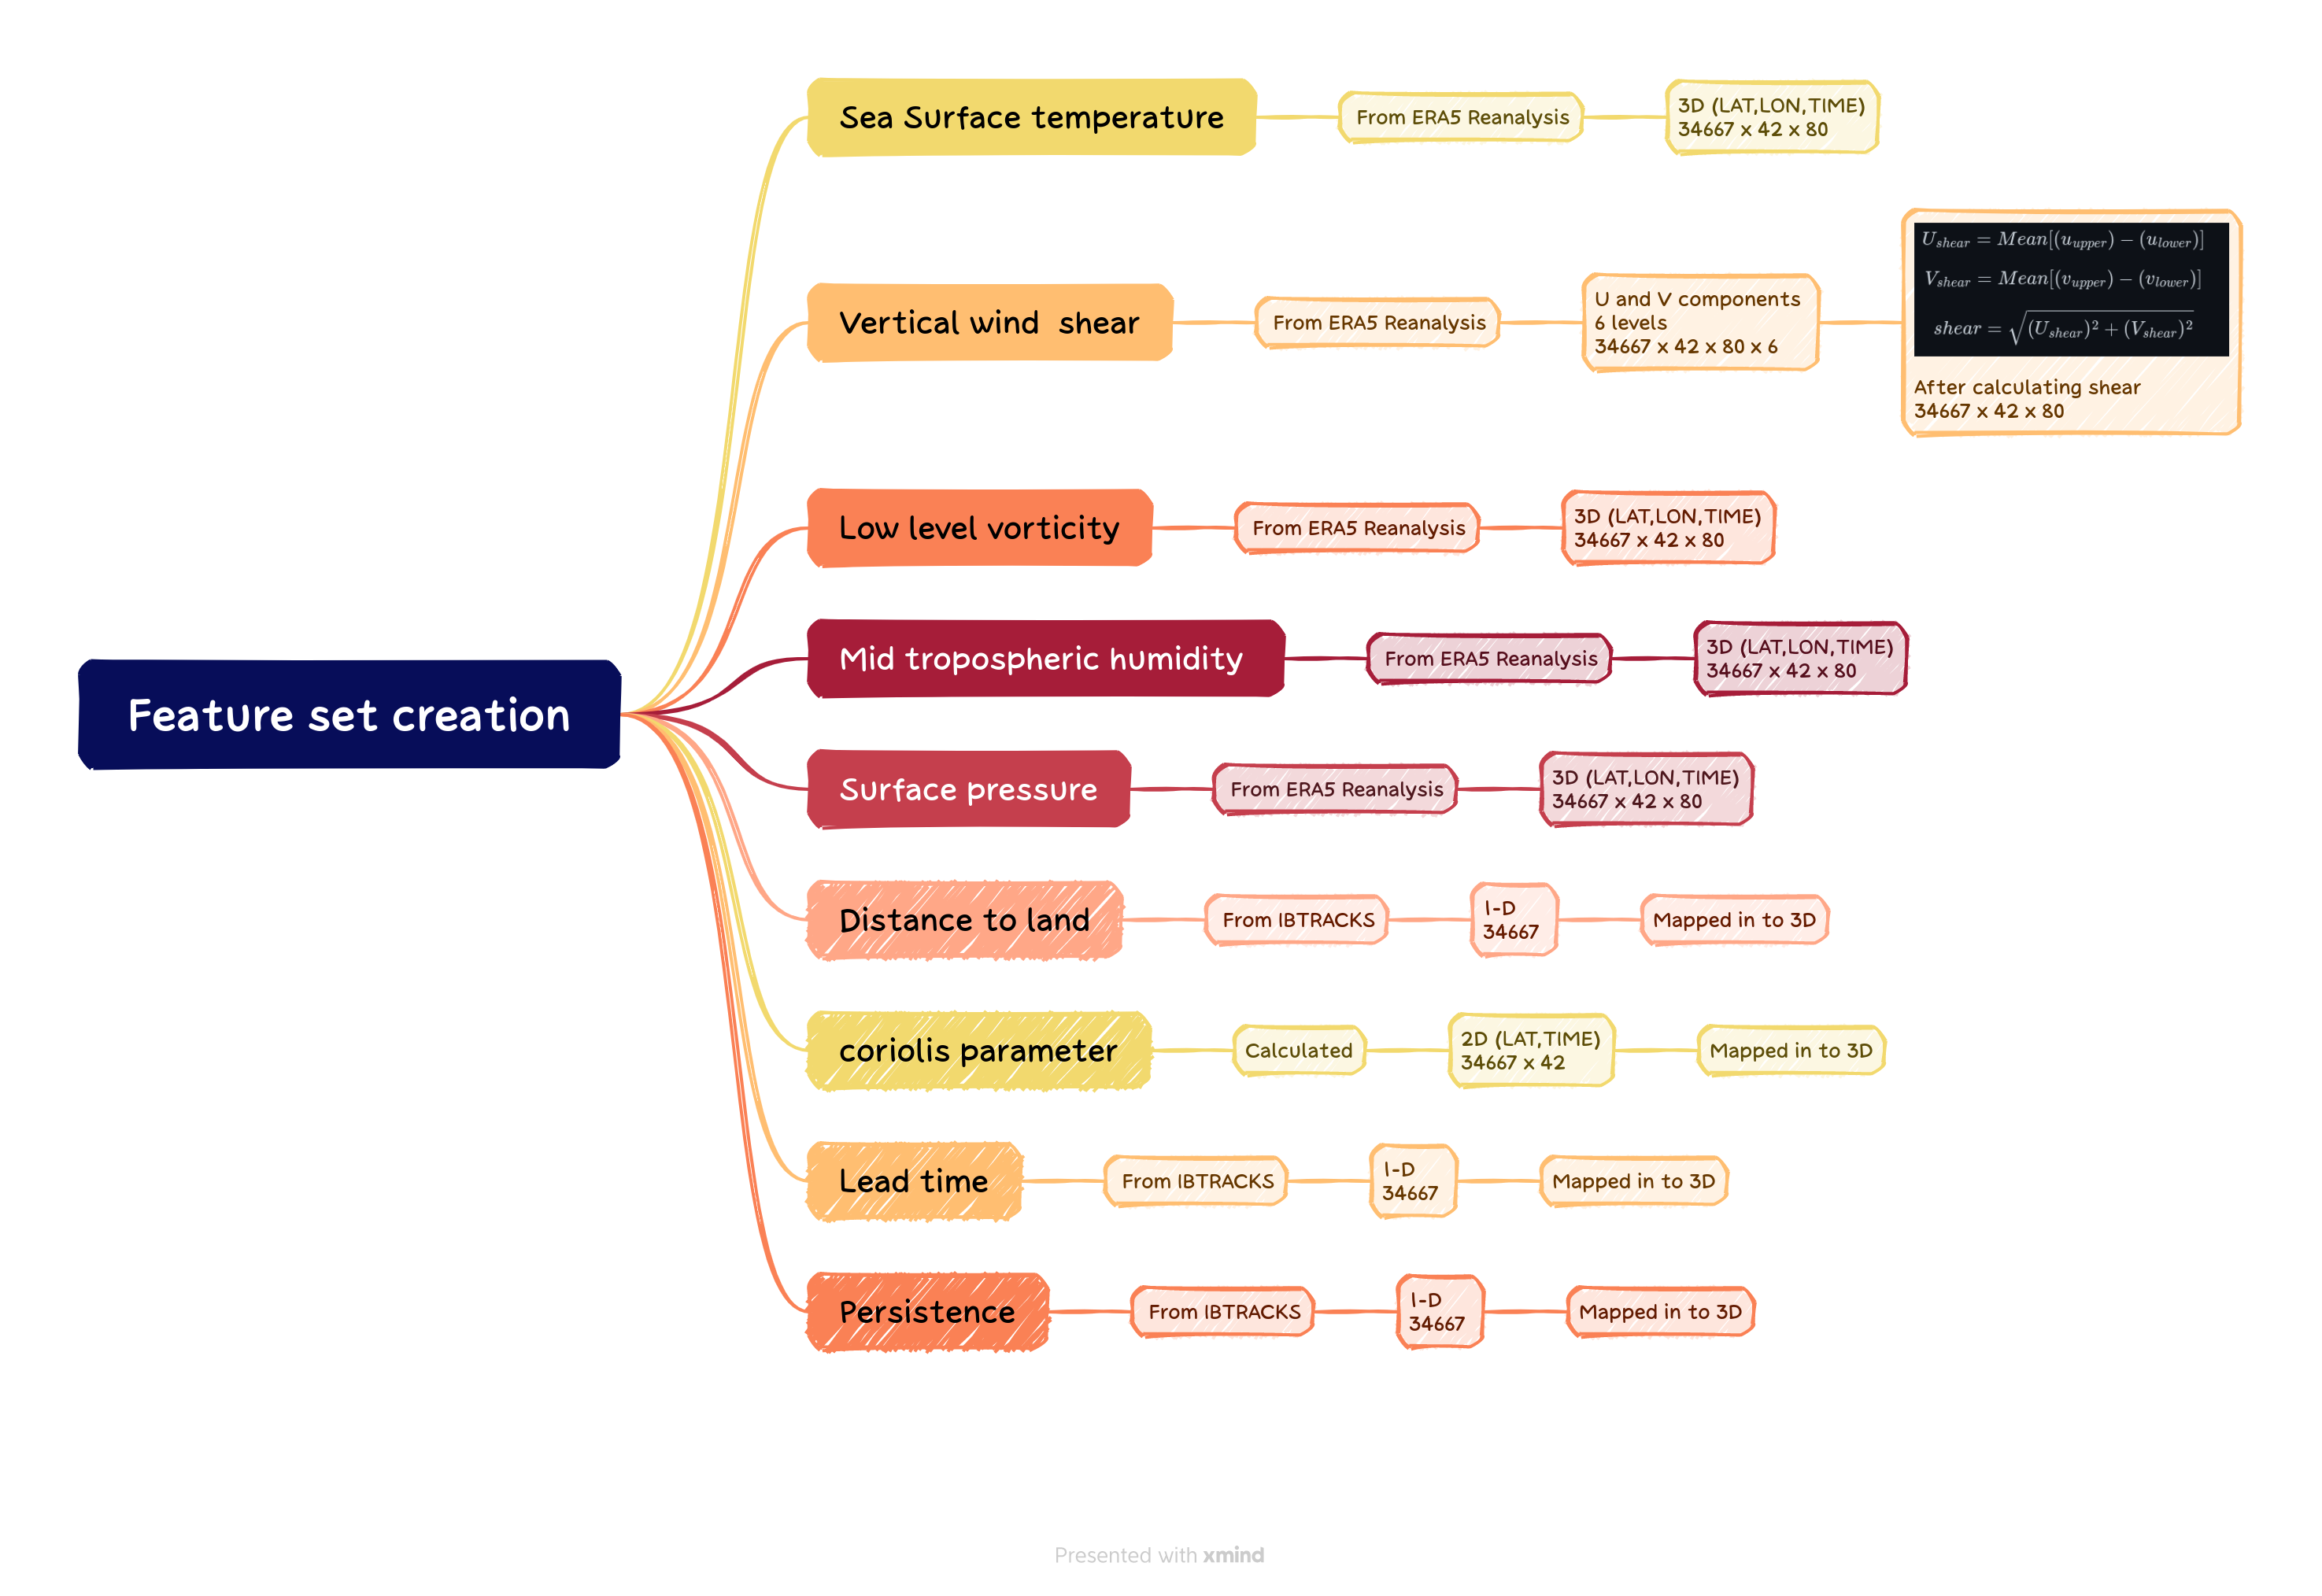 Feature set creation
Sea Surface temperature
From ERA5 Reanalysis
3D (LAT,LON,TIME)
34667 x 42 x 80
Vertical wind  shear
From ERA5 Reanalysis
U and V components
6 levels
34667 x 42 x 80 x 6
U_{shear} = Mean[(u_{upper}) − (u_{lower})]
V_{shear} = Mean[(v_{upper}) − (v_{lower})]
shear = √((U_{shear})² + (V_{shear})²)
After calculating shear
34667 x 42 x 80
Low level vorticity
From ERA5 Reanalysis
3D (LAT,LON,TIME)
34667 x 42 x 80
Mid tropospheric humidity
From ERA5 Reanalysis
3D (LAT,LON,TIME)
34667 x 42 x 80
Surface pressure
From ERA5 Reanalysis
3D (LAT,LON,TIME)
34667 x 42 x 80
Distance to land
From IBTRACKS
1-D
34667
Mapped in to 3D
coriolis parameter
Calculated
2D (LAT,TIME)
34667 x 42
Mapped in to 3D
Lead time
From IBTRACKS
1-D
34667
Mapped in to 3D
Persistence
From IBTRACKS
1-D
34667
Mapped in to 3D
Presented with xmind